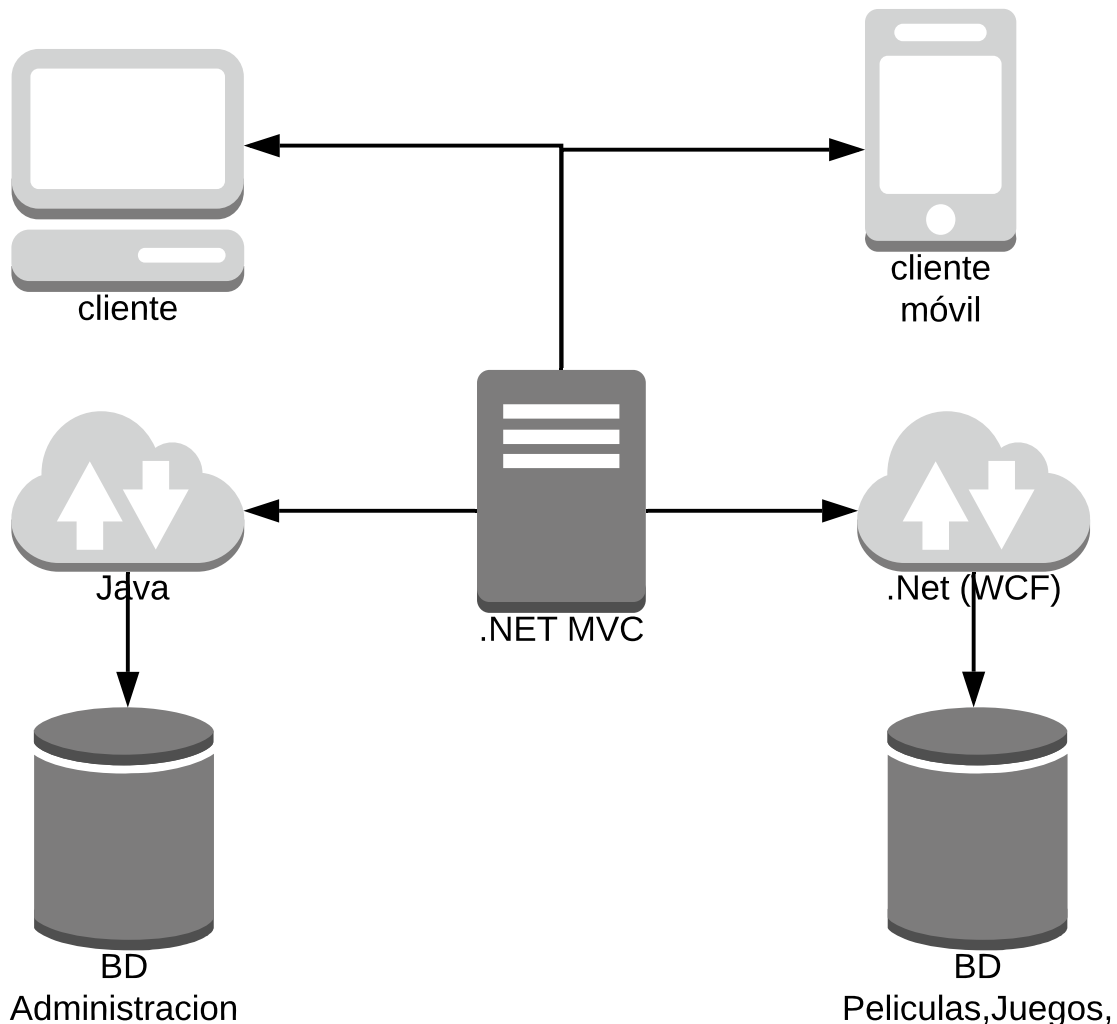 cliente
cliente
móvil
Java
.Net (WCF)
.NET MVC
BD
Administracion
BD
Peliculas,Juegos,